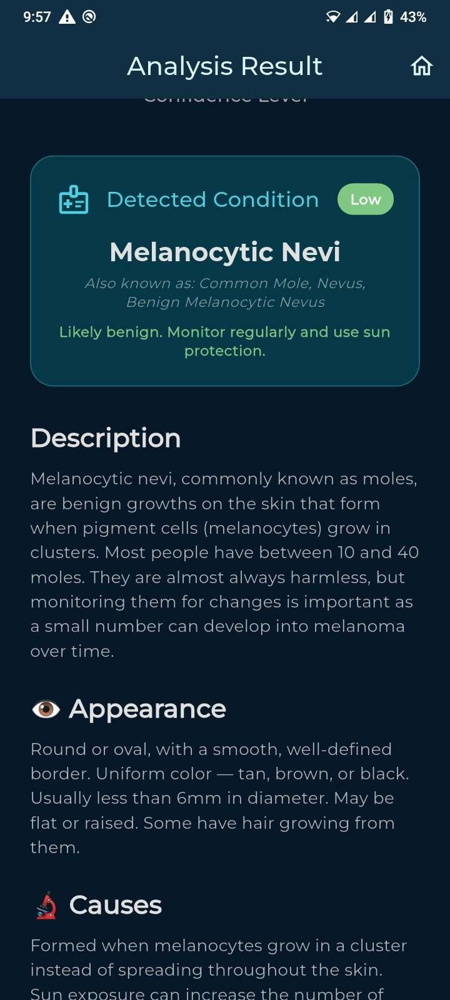 9:57
43%
Analysis Result
Confidence Level
Detected Condition
Low
Melanocytic Nevi
Also known as: Common Mole, Nevus,
Benign Melanocytic Nevus
Likely benign. Monitor regularly and use sun
protection.
Description
Melanocytic nevi, commonly known as moles,
are benign growths on the skin that form
when pigment cells (melanocytes) grow in
clusters. Most people have between 10 and 40
moles. They are almost always harmless, but
monitoring them for changes is important as
a small number can develop into melanoma
over time.
Appearance
Round or oval, with a smooth, well-defined
border. Uniform color — tan, brown, or black.
Usually less than 6mm in diameter. May be
flat or raised. Some have hair growing from
them.
Causes
Formed when melanocytes grow in a cluster
instead of spreading throughout the skin.
Sun exposure can increase the number of